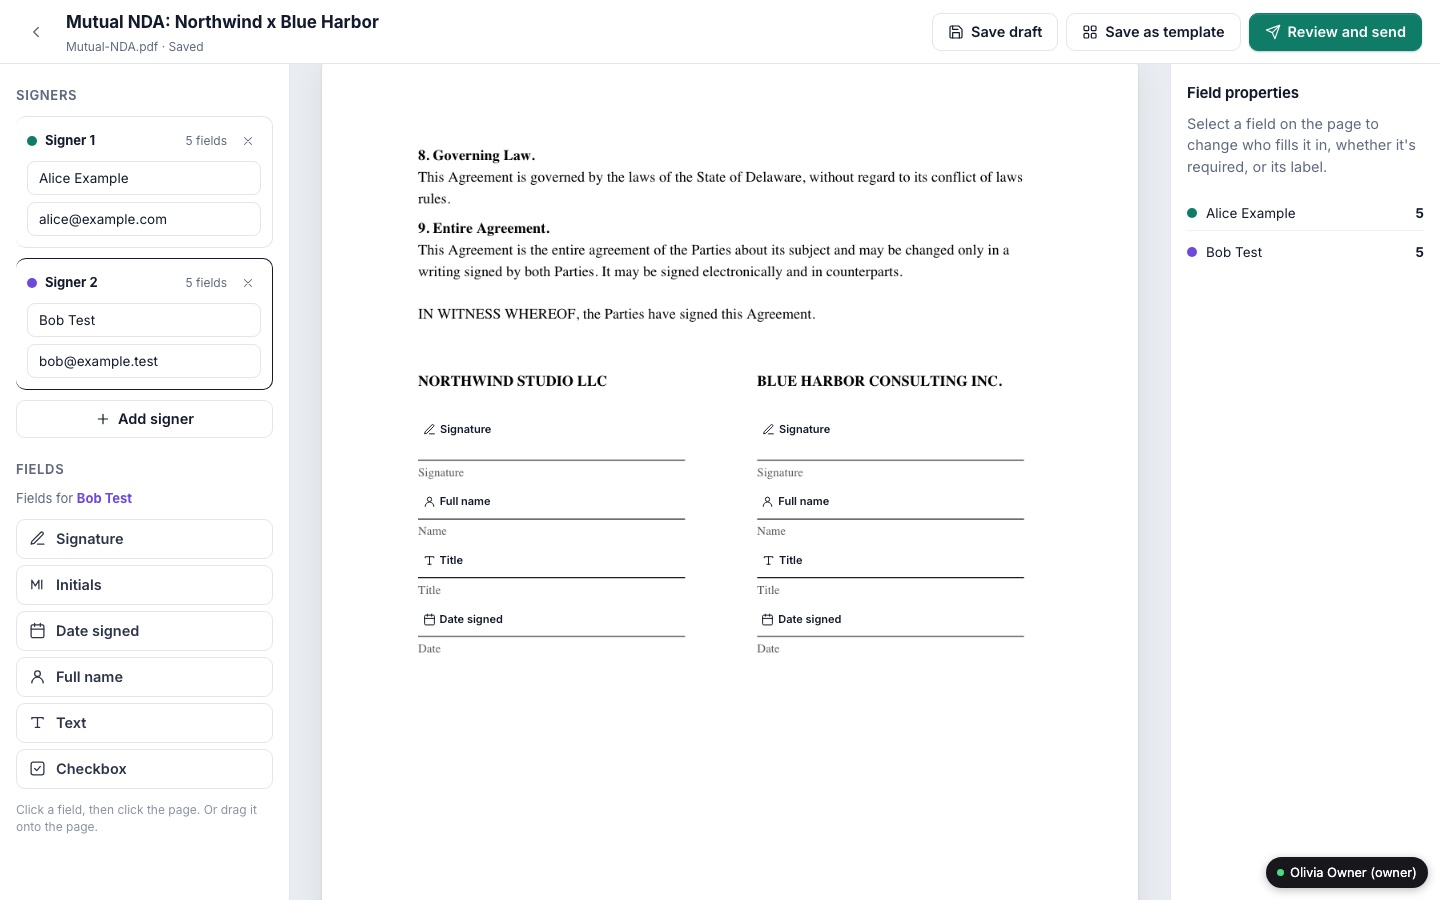 Mutual NDA: Northwind x Blue Harbor
Mutual-NDA.pdf · Saved
Save draft
Save as template
Review and send
SIGNERS
Signer 1
5 fields
Alice Example
alice@example.com
Signer 2
5 fields
Bob Test
bob@example.test
Add signer
FIELDS
Fields for Bob Test
Signature
Initials
Date signed
Full name
Text
Checkbox
Click a field, then click the page. Or drag it
onto the page.
8. Governing Law.
This Agreement is governed by the laws of the State of Delaware, without regard to its conflict of laws
rules.
9. Entire Agreement.
This Agreement is the entire agreement of the Parties about its subject and may be changed only in a
writing signed by both Parties. It may be signed electronically and in counterparts.
IN WITNESS WHEREOF, the Parties have signed this Agreement.
NORTHWIND STUDIO LLC
Signature
Signature
Full name
Name
Title
Title
Date signed
Date
BLUE HARBOR CONSULTING INC.
Signature
Signature
Full name
Name
Title
Title
Date signed
Date
Field properties
Select a field on the page to
change who fills it in, whether it's
required, or its label.
Alice Example 5
Bob Test 5
Olivia Owner (owner)